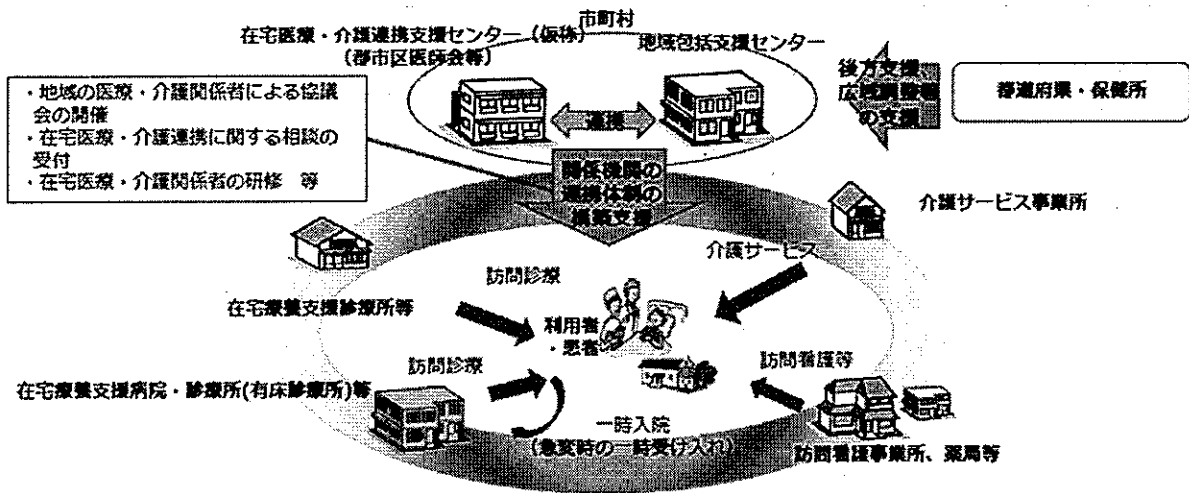 市町村
在宅医療・介護連携支援センター（仮称）
（郡市区医師会等）
地域包括支援センター
連携
後方支援、
広域調整等
の支援
都道府県・保健所
・地域の医療・介護関係者による協議
会の開催
・在宅医療・介護連携に関する相談の
受付
・在宅医療・介護関係者の研修　等
関係機関の
連携体制の
構築支援
介護サービス事業所
介護サービス
訪問診療
在宅療養支援診療所等
利用者
・患者
訪問診療
訪問看護等
在宅療養支援病院・診療所(有床診療所)等
一時入院
（急変時の一時受け入れ）
訪問看護事業所、薬局等